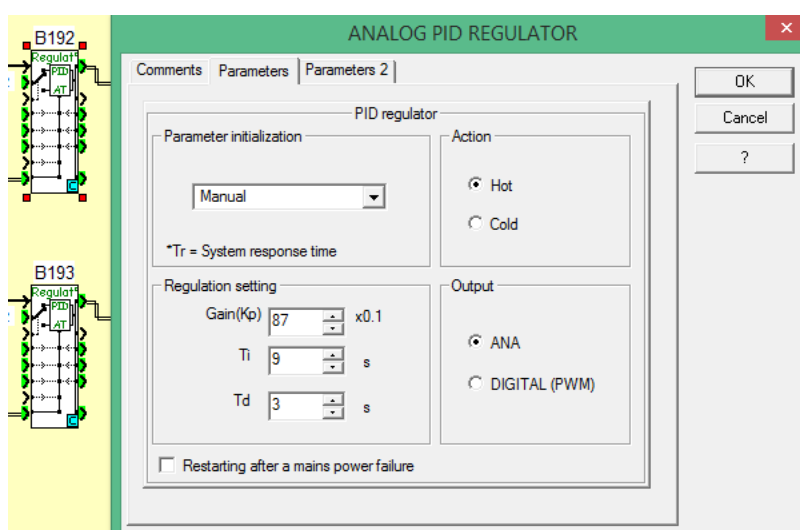 B192
Regulat
PID
AT
C
B193
Regulat
PID
AT
C
ANALOG PID REGULATOR
Comments Parameters Parameters 2
OK
Cancel
?
PID regulator
Parameter initialization
Manual
*Tr = System response time
Action
Hot
Cold
Regulation setting
Gain(Kp) 87 x0.1
Ti 9 s
Td 3 s
Output
ANA
DIGITAL (PWM)
Restarting after a mains power failure